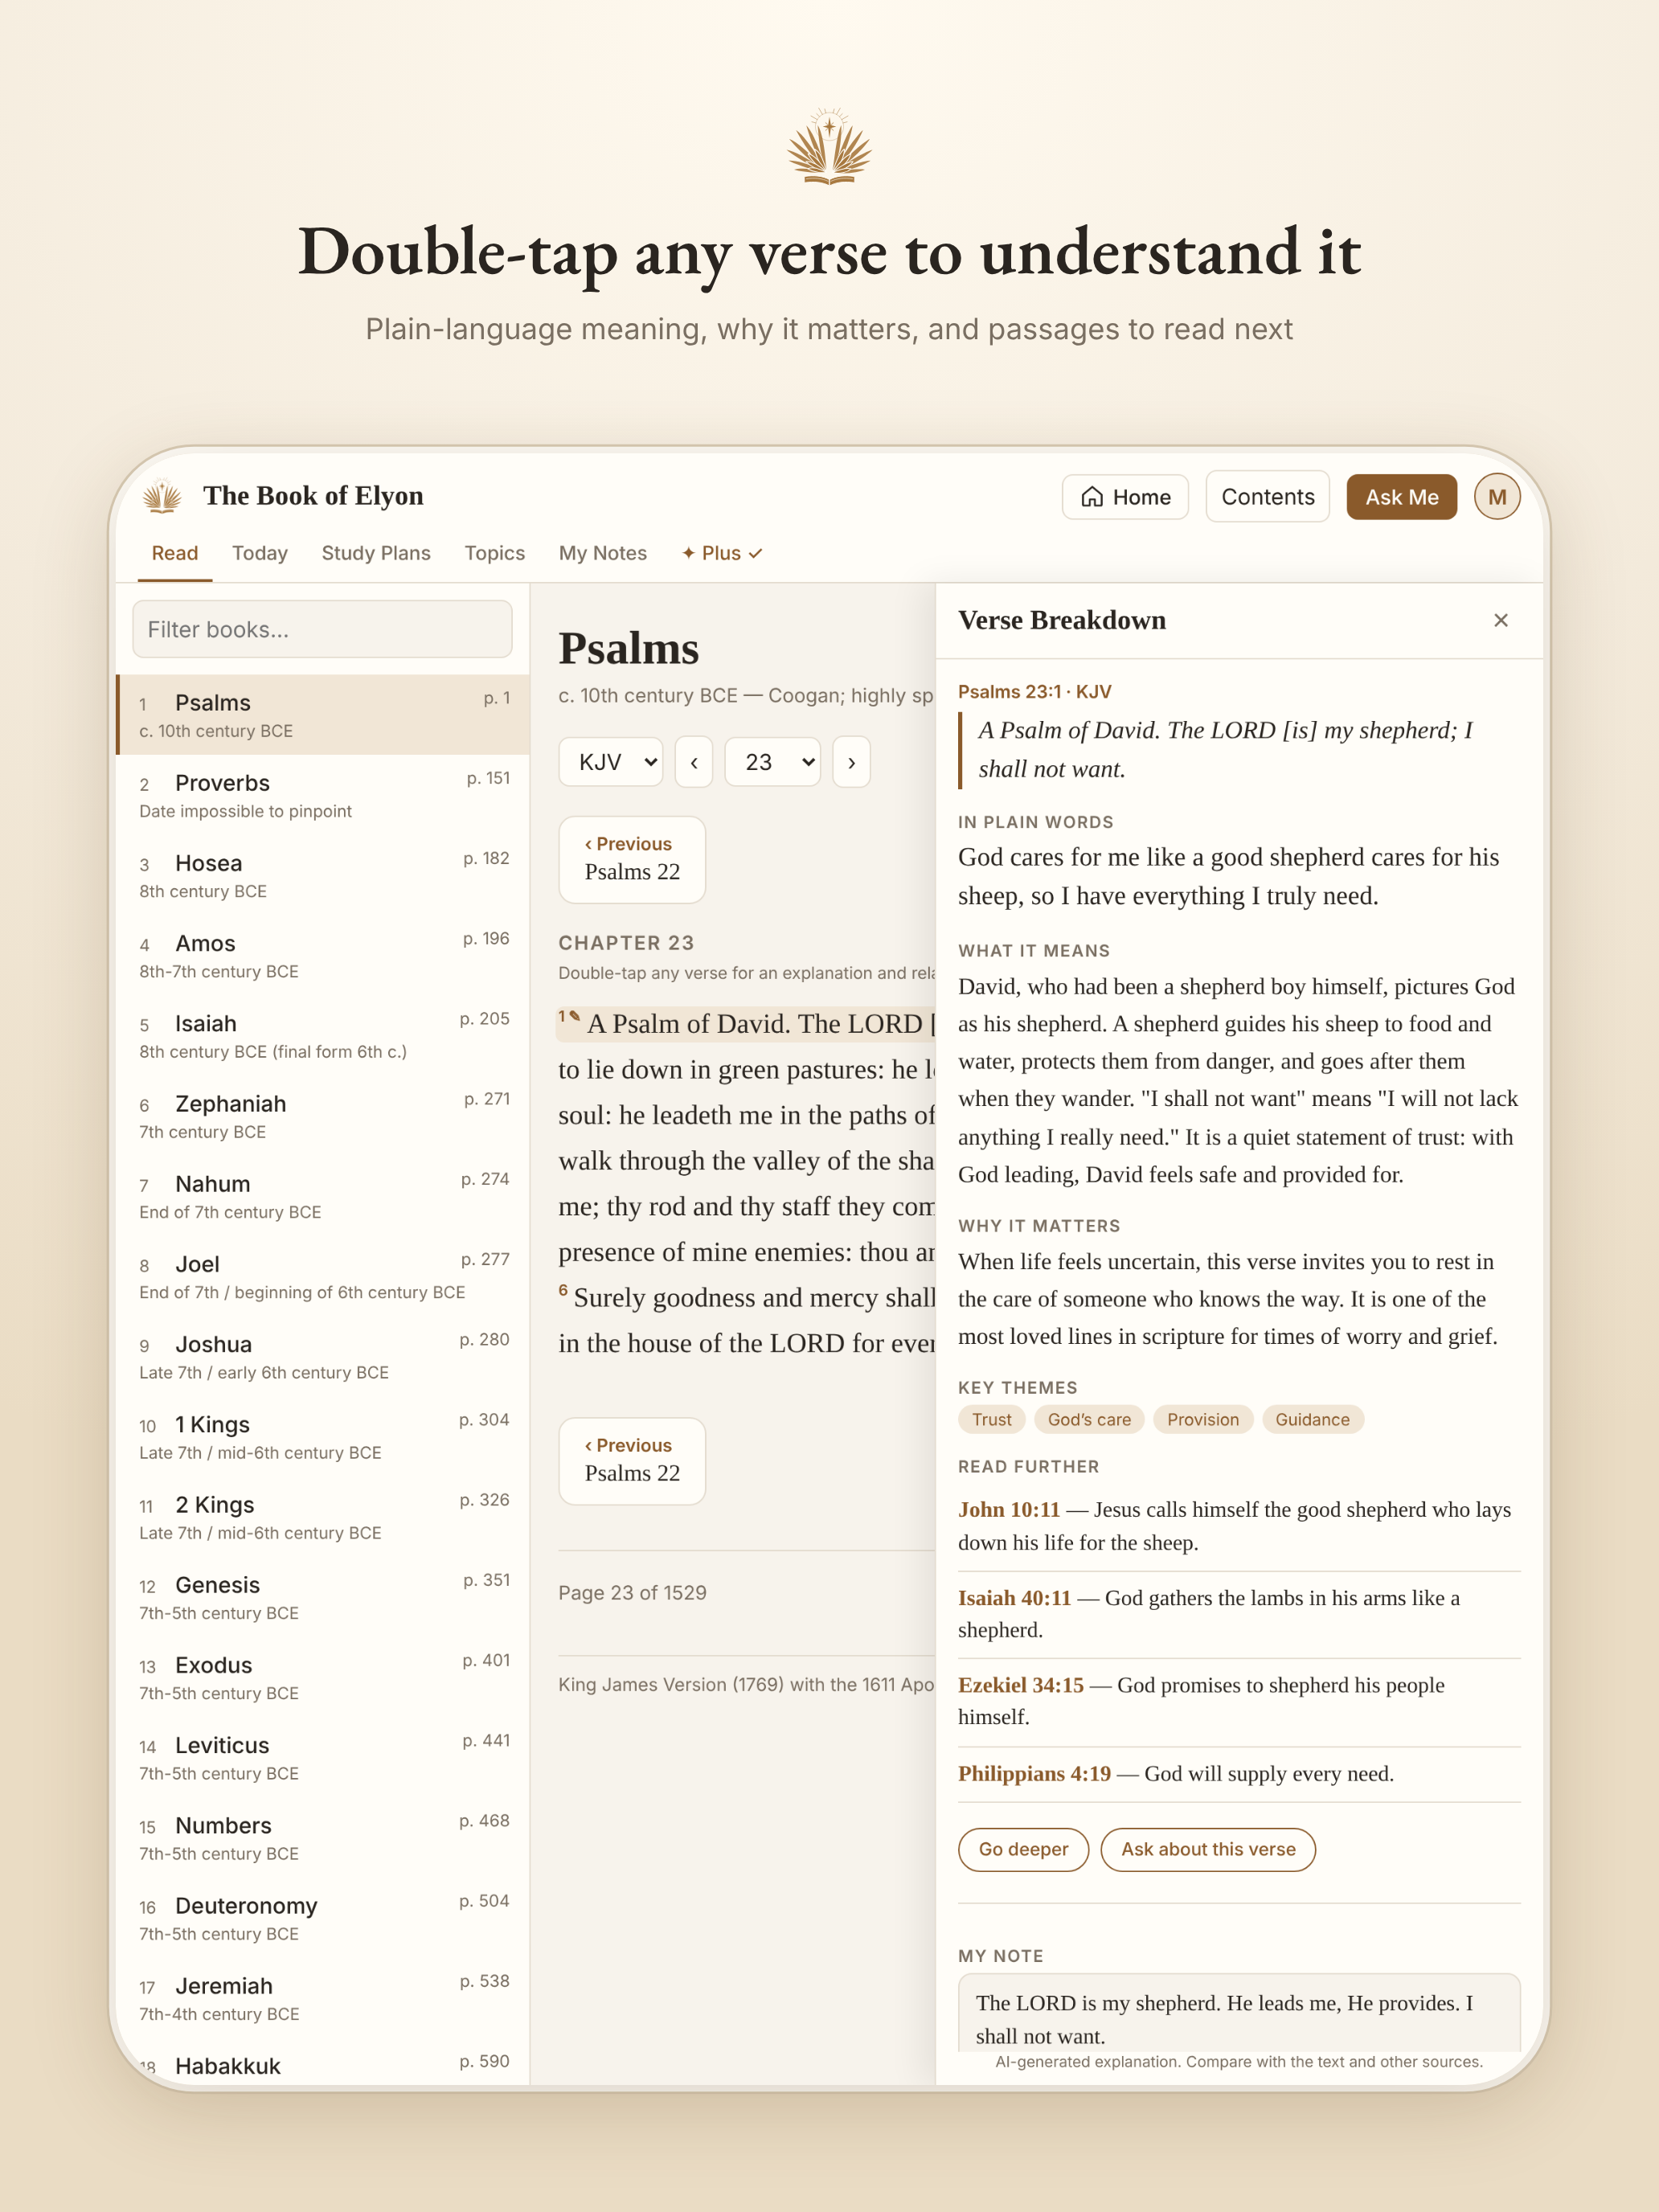 Double-tap any verse to understand it
Plain-language meaning, why it matters, and passages to read next
The Book of Elyon
Home
Contents
Ask Me
M
Read
Today
Study Plans
Topics
My Notes
✦ Plus ✓
Filter books...
1 Psalms p. 1
c. 10th century BCE
2 Proverbs p. 151
Date impossible to pinpoint
3 Hosea p. 182
8th century BCE
4 Amos p. 196
8th-7th century BCE
5 Isaiah p. 205
8th century BCE (final form 6th c.)
6 Zephaniah p. 271
7th century BCE
7 Nahum p. 274
End of 7th century BCE
8 Joel p. 277
End of 7th / beginning of 6th century BCE
9 Joshua p. 280
Late 7th / early 6th century BCE
10 1 Kings p. 304
Late 7th / mid-6th century BCE
11 2 Kings p. 326
Late 7th / mid-6th century BCE
12 Genesis p. 351
7th-5th century BCE
13 Exodus p. 401
7th-5th century BCE
14 Leviticus p. 441
7th-5th century BCE
15 Numbers p. 468
7th-5th century BCE
16 Deuteronomy p. 504
7th-5th century BCE
17 Jeremiah p. 538
7th-4th century BCE
18 Habakkuk p. 590
Psalms
c. 10th century BCE — Coogan; highly sp
KJV
‹
23
›
‹ Previous
Psalms 22
CHAPTER 23
Double-tap any verse for an explanation and rela
1 ✎ A Psalm of David. The LORD [
to lie down in green pastures: he l
soul: he leadeth me in the paths of
walk through the valley of the sha
me; thy rod and thy staff they com
presence of mine enemies: thou an
6 Surely goodness and mercy shall
in the house of the LORD for ever
‹ Previous
Psalms 22
Page 23 of 1529
King James Version (1769) with the 1611 Apo
Verse Breakdown
×
Psalms 23:1 · KJV
A Psalm of David. The LORD [is] my shepherd; I
shall not want.
IN PLAIN WORDS
God cares for me like a good shepherd cares for his
sheep, so I have everything I truly need.
WHAT IT MEANS
David, who had been a shepherd boy himself, pictures God
as his shepherd. A shepherd guides his sheep to food and
water, protects them from danger, and goes after them
when they wander. "I shall not want" means "I will not lack
anything I really need." It is a quiet statement of trust: with
God leading, David feels safe and provided for.
WHY IT MATTERS
When life feels uncertain, this verse invites you to rest in
the care of someone who knows the way. It is one of the
most loved lines in scripture for times of worry and grief.
KEY THEMES
Trust
God’s care
Provision
Guidance
READ FURTHER
John 10:11 — Jesus calls himself the good shepherd who lays
down his life for the sheep.
Isaiah 40:11 — God gathers the lambs in his arms like a
shepherd.
Ezekiel 34:15 — God promises to shepherd his people
himself.
Philippians 4:19 — God will supply every need.
Go deeper
Ask about this verse
MY NOTE
The LORD is my shepherd. He leads me, He provides. I
shall not want.
AI-generated explanation. Compare with the text and other sources.